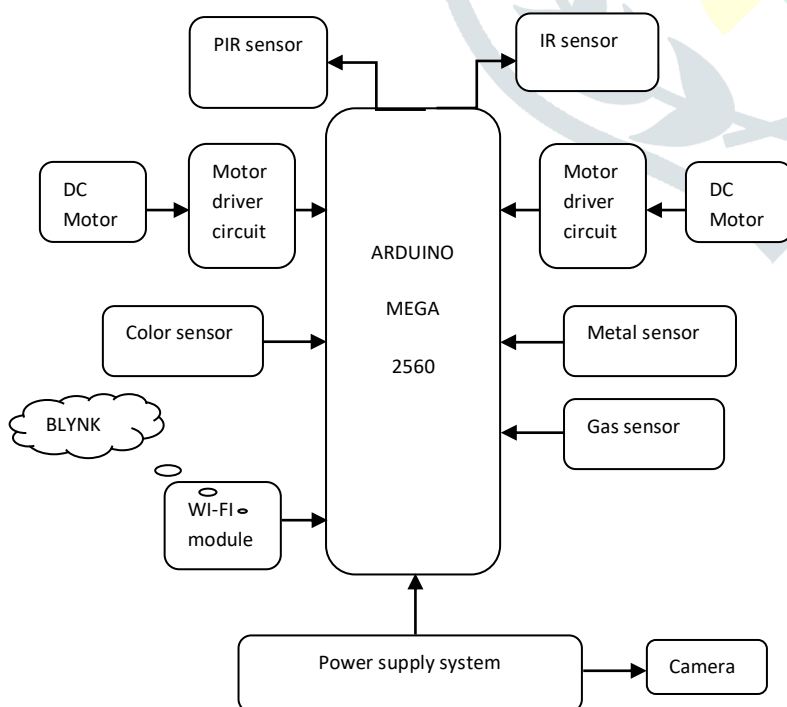 PIR sensor
IR sensor
DC
Motor
Motor
driver
circuit
ARDUINO
MEGA
2560
Motor
driver
circuit
DC
Motor
Color sensor
Metal sensor
BLYNK
Gas sensor
WI-FI
module
Power supply system
Camera